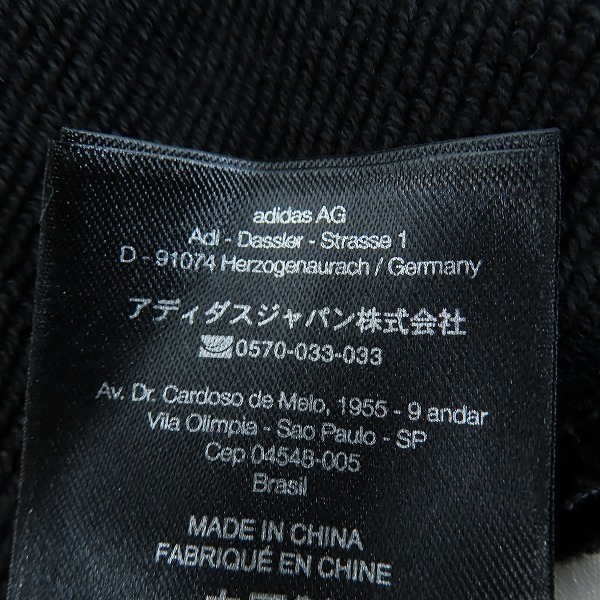 adidas AG
Adi - Dassler - Strasse 1
D - 91074 Herzogenaurach / Germany
アディダスジャパン株式会社
0570-033-033
Av. Dr. Cardoso de Melo, 1955 - 9 andar
Vila Olimpia - Sao Paulo - SP
Cep 04548-005
Brasil
MADE IN CHINA
FABRIQUÉ EN CHINE